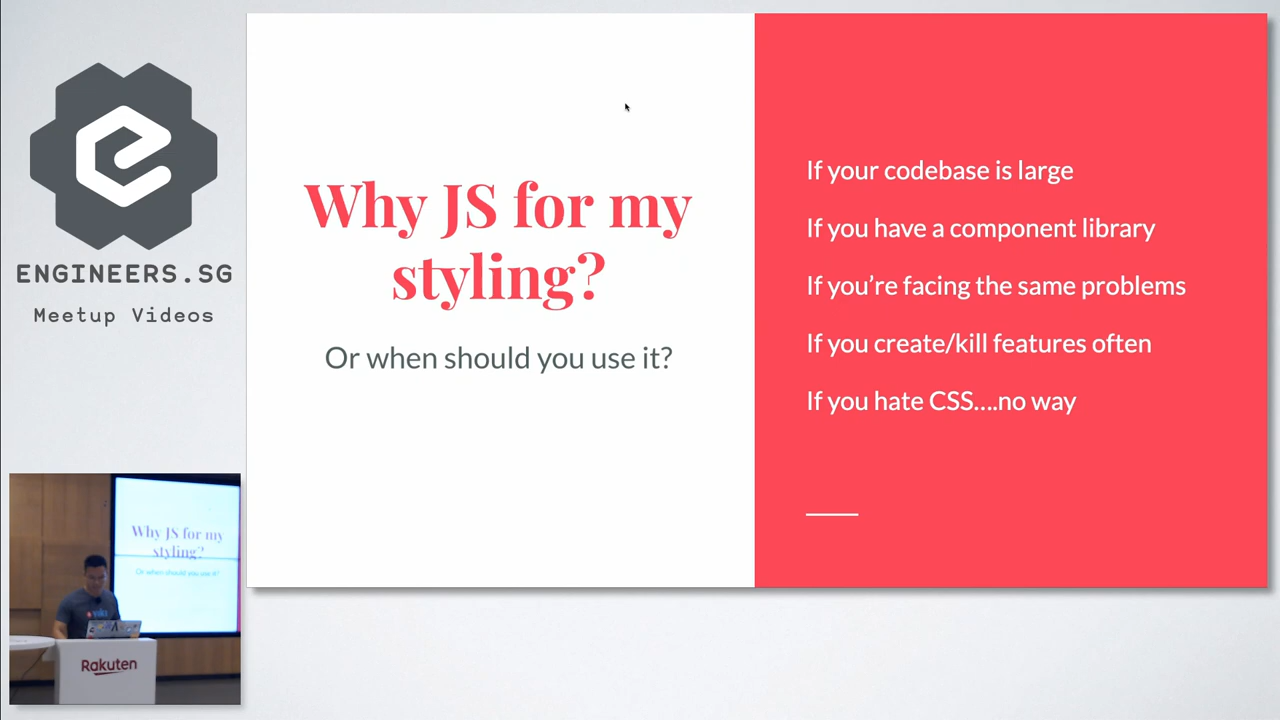 ENGINEERS.SG
Meetup Videos
Why JS for my
styling?
Or when should you use it?
If your codebase is large
If you have a component library
If you’re facing the same problems
If you create/kill features often
If you hate CSS....no way
Why JS for my
styling?
Or when should you use it?
Rakuten